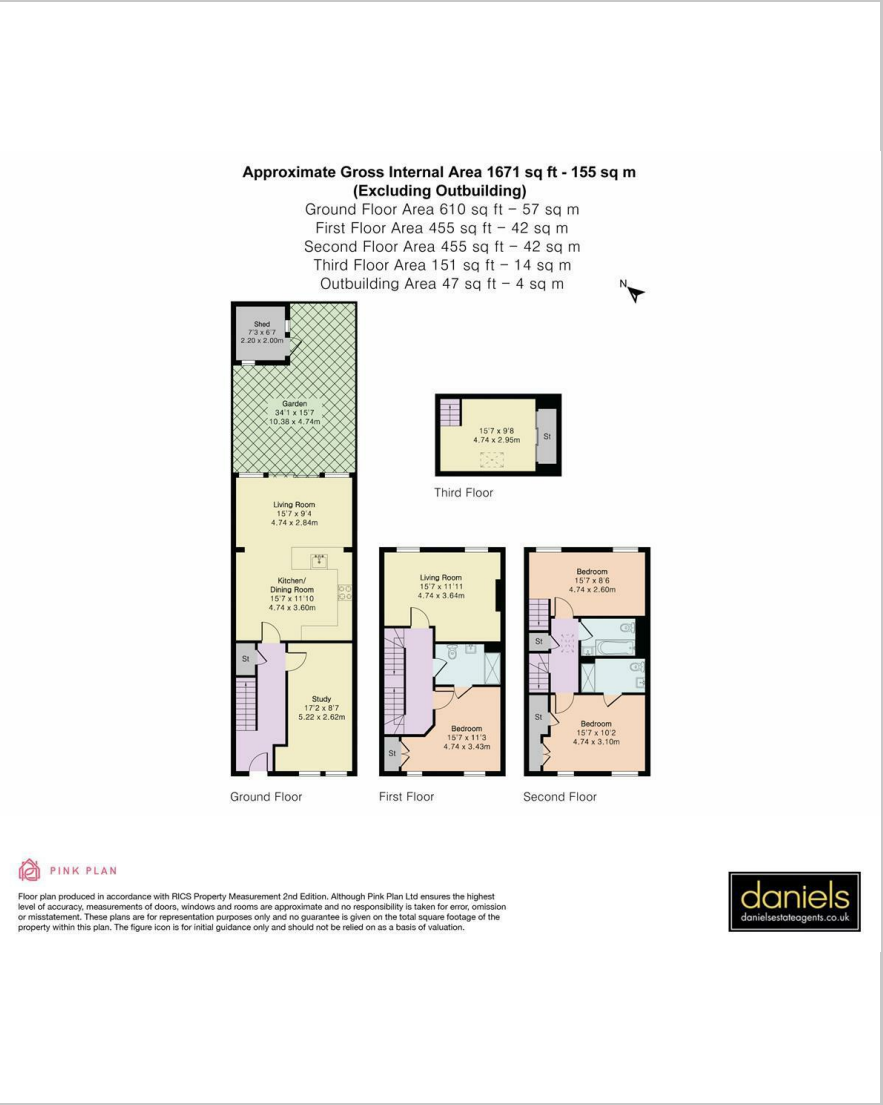 Approximate Gross Internal Area 1671 sq ft - 155 sq m
(Excluding Outbuilding)
Ground Floor Area 610 sq ft – 57 sq m
First Floor Area 455 sq ft – 42 sq m
Second Floor Area 455 sq ft – 42 sq m
Third Floor Area 151 sq ft – 14 sq m
Outbuilding Area 47 sq ft – 4 sq m
N
Shed
7'3 x 6'7
2.20 x 2.00m
Garden
34'1 x 15'7
10.38 x 4.74m
15'7 x 9'8
4.74 x 2.95m
St
Third Floor
Living Room
15'7 x 9'4
4.74 x 2.84m
Kitchen/
Dining Room
15'7 x 11'10
4.74 x 3.60m
St
Study
17'2 x 8'7
5.22 x 2.62m
Ground Floor
Living Room
15'7 x 11'11
4.74 x 3.64m
Bedroom
15'7 x 11'3
4.74 x 3.43m
St
First Floor
Bedroom
15'7 x 8'6
4.74 x 2.60m
St
St
Bedroom
15'7 x 10'2
4.74 x 3.10m
Second Floor
PINK PLAN
Floor plan produced in accordance with RICS Property Measurement 2nd Edition. Although Pink Plan Ltd ensures the highest
level of accuracy, measurements of doors, windows and rooms are approximate and no responsibility is taken for error, omission
or misstatement. These plans are for representation purposes only and no guarantee is given on the total square footage of the
property within this plan. The figure icon is for initial guidance only and should not be relied on as a basis of valuation.
daniels
danielsestateagents.co.uk